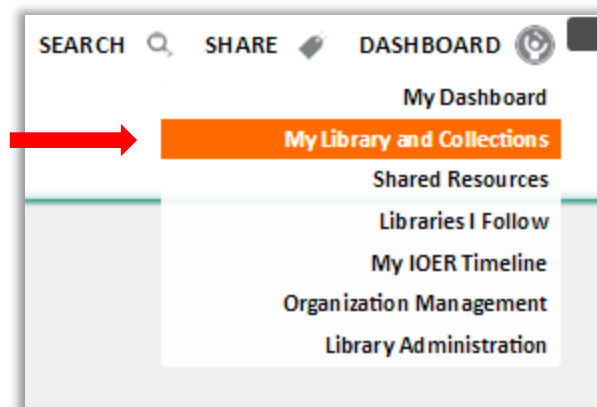 SEARCH SHARE DASHBOARD
My Dashboard
My Library and Collections
Shared Resources
Libraries I Follow
My IOER Timeline
Organization Management
Library Administration